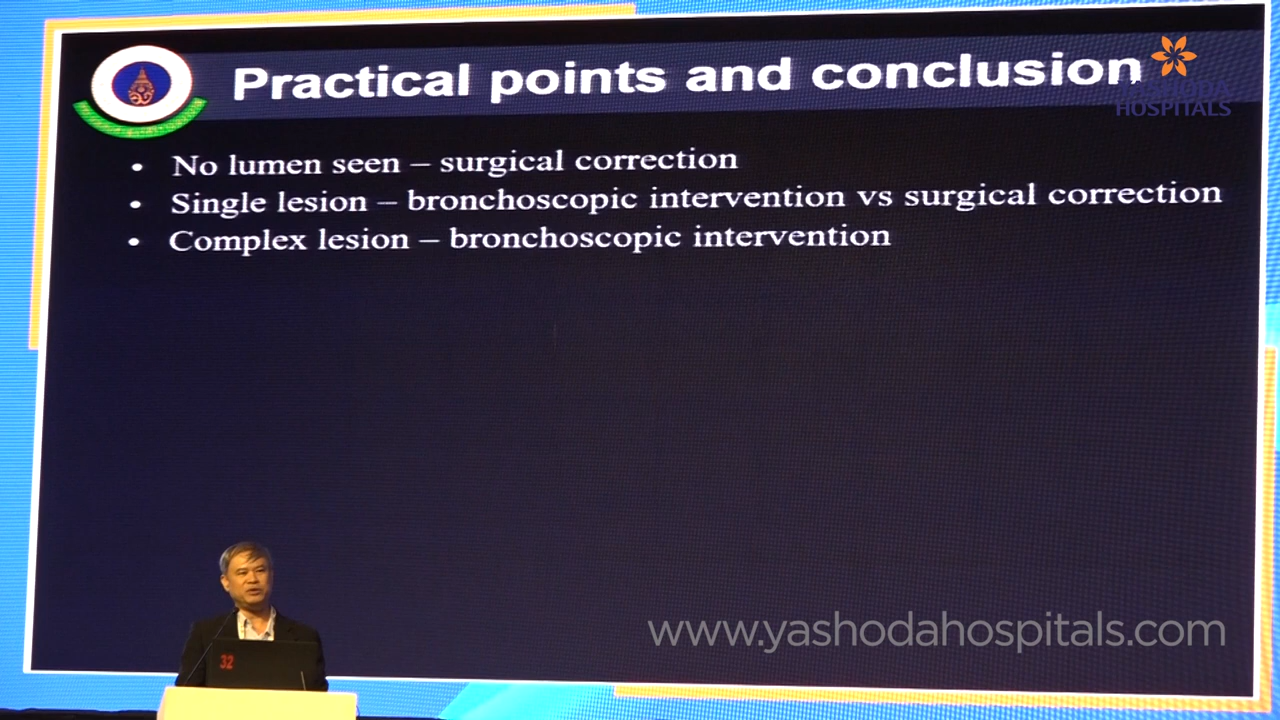 Practical points and conclusion
YASHODA
HOSPITALS
• No lumen seen – surgical correction
• Single lesion – bronchoscopic intervention vs surgical correction
• Complex lesion – bronchoscopic intervention
www.yashodahospitals.com
32